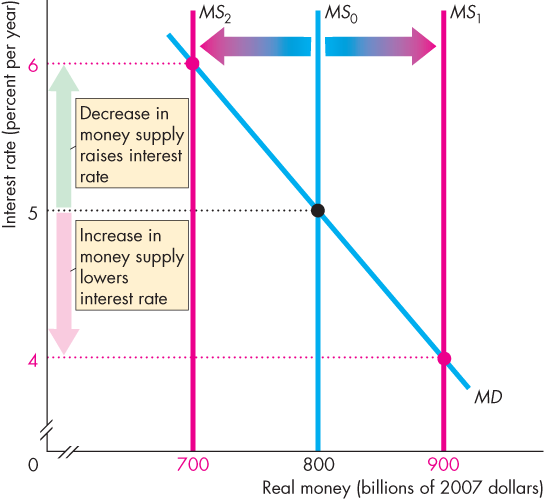 MS₂
MS₀
MS₁
Interest rate (percent per year)
6
Decrease in
money supply
raises interest
rate
5
Increase in
money supply
lowers
interest rate
4
MD
0
700
800
900
Real money (billions of 2007 dollars)